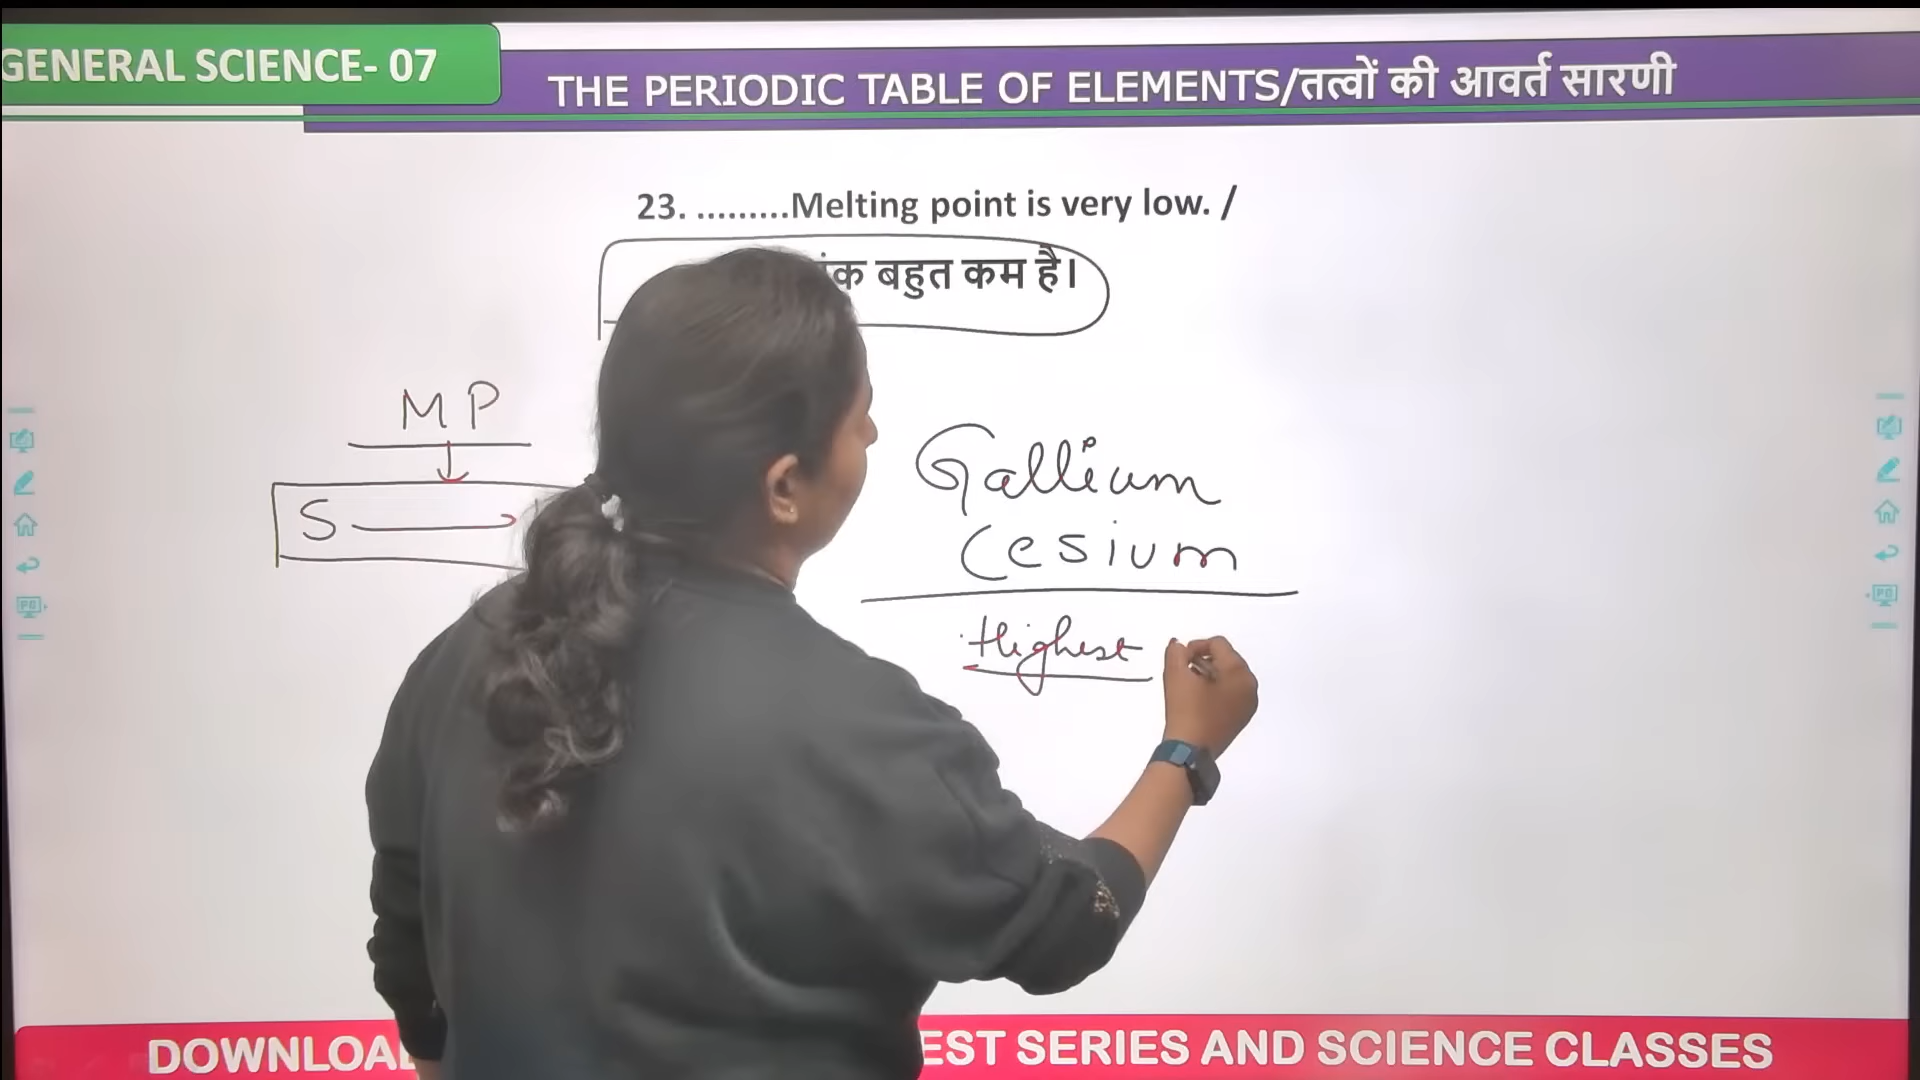 GENERAL SCIENCE- 07
THE PERIODIC TABLE OF ELEMENTS/तत्वों की आवर्त सारणी
23. .........Melting point is very low. /
बहुत कम है।
M P
S
Gallium
Cesium
Highest
DOWNLOA
EST SERIES AND SCIENCE CLASSES